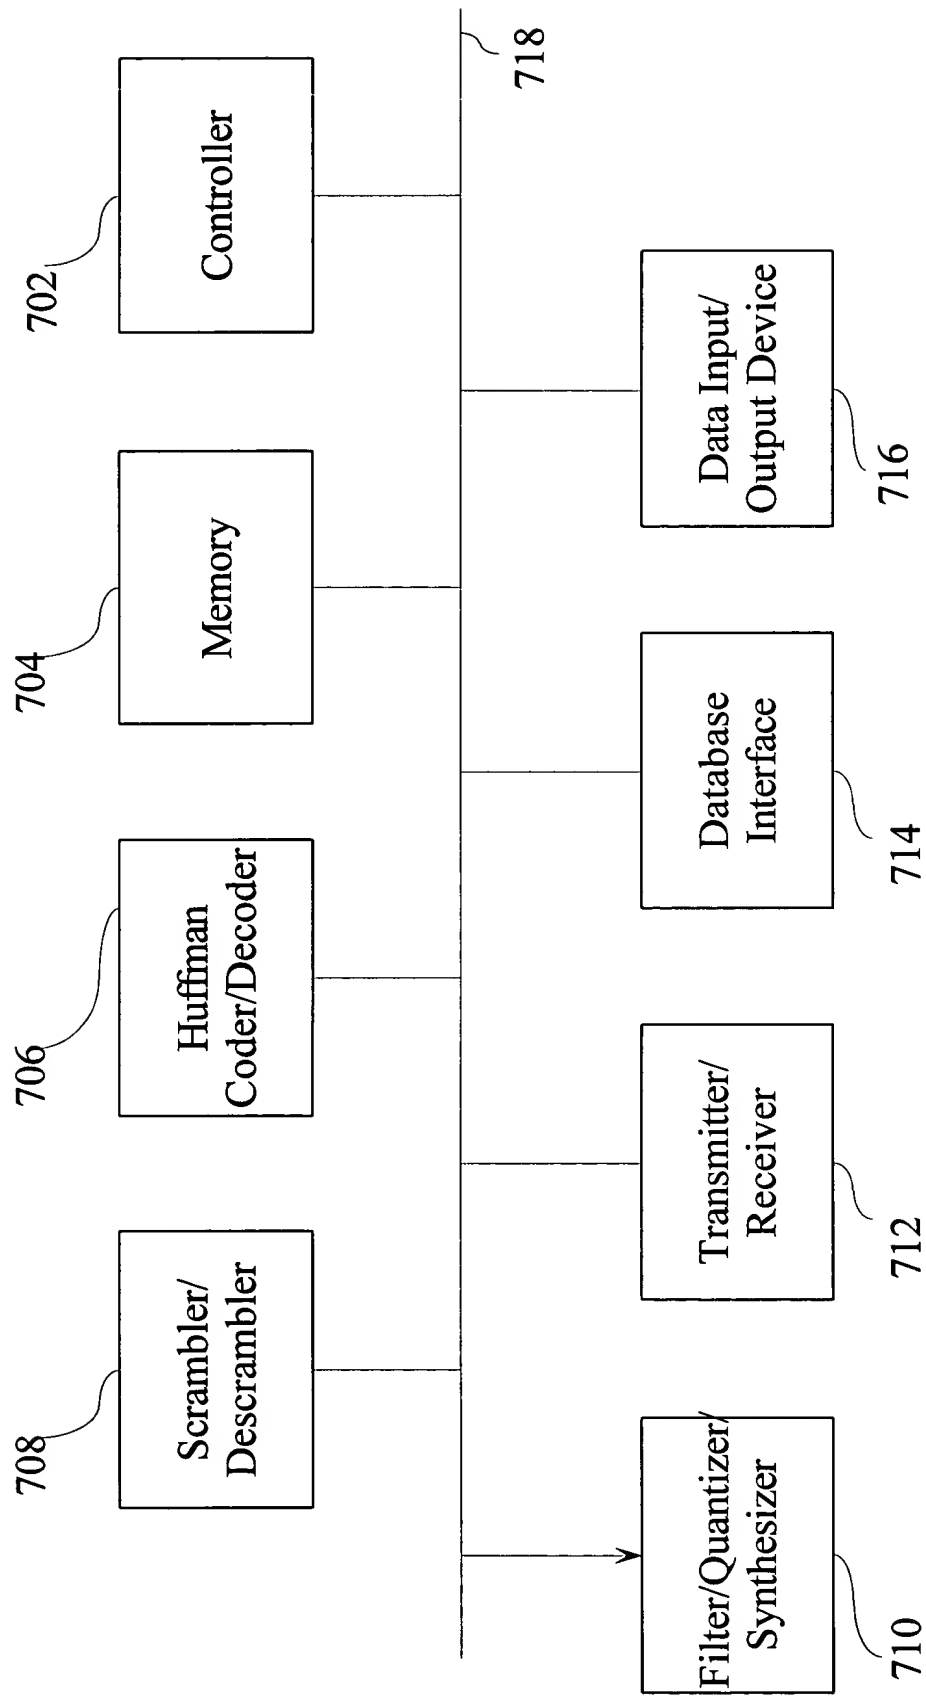 708
706
704
702
Scrambler/
Descrambler
Huffman
Coder/Decoder
Memory
Controller
718
Filter/Quantizer/
Synthesizer
Transmitter/
Receiver
Database
Interface
Data Input/
Output Device
710
712
714
716